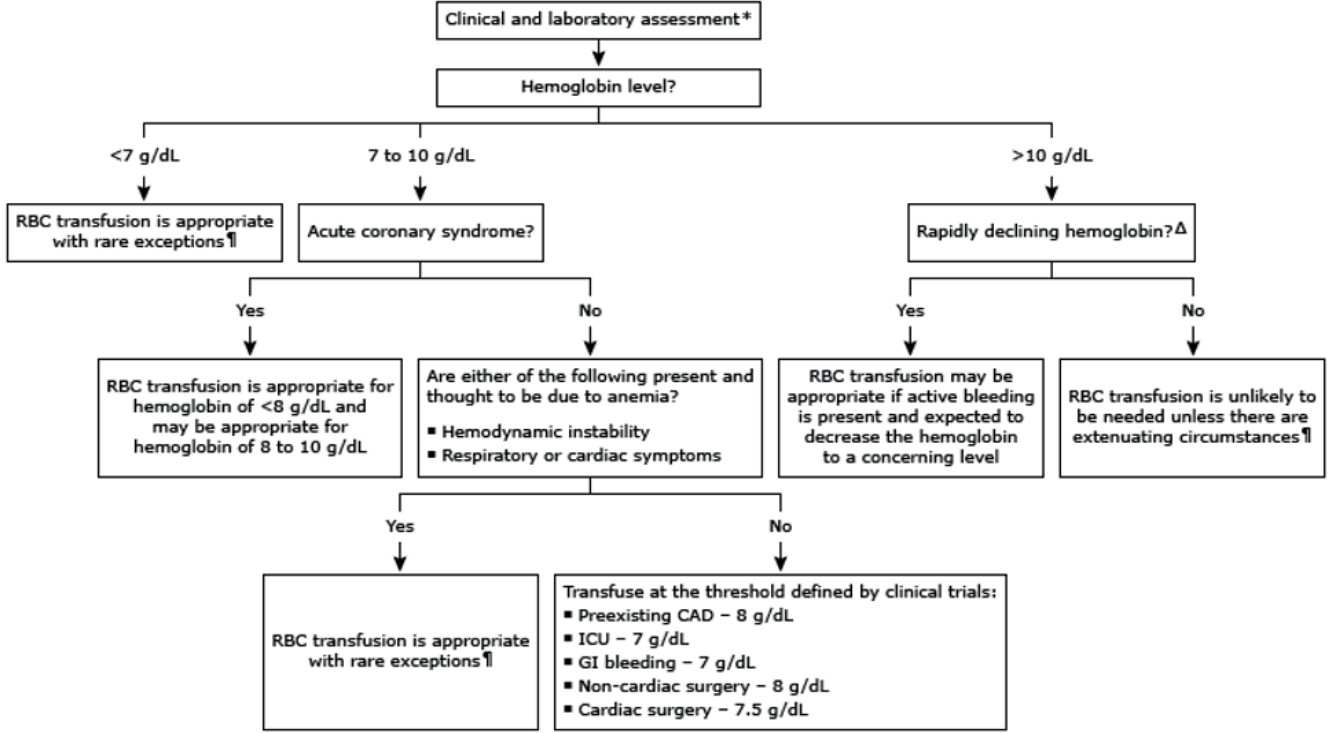 Clinical and laboratory assessment*
Hemoglobin level?
<7 g/dL
7 to 10 g/dL
>10 g/dL
RBC transfusion is appropriate
with rare exceptions¶
Acute coronary syndrome?
Rapidly declining hemoglobin?Δ
Yes
No
Yes
No
RBC transfusion is appropriate for
hemoglobin of <8 g/dL and
may be appropriate for
hemoglobin of 8 to 10 g/dL
Are either of the following present and
thought to be due to anemia?
▪ Hemodynamic instability
▪ Respiratory or cardiac symptoms
RBC transfusion may be
appropriate if active bleeding
is present and expected to
decrease the hemoglobin
to a concerning level
RBC transfusion is unlikely to
be needed unless there are
extenuating circumstances¶
Yes
No
RBC transfusion is appropriate
with rare exceptions¶
Transfuse at the threshold defined by clinical trials:
▪ Preexisting CAD – 8 g/dL
▪ ICU – 7 g/dL
▪ GI bleeding – 7 g/dL
▪ Non-cardiac surgery – 8 g/dL
▪ Cardiac surgery – 7.5 g/dL